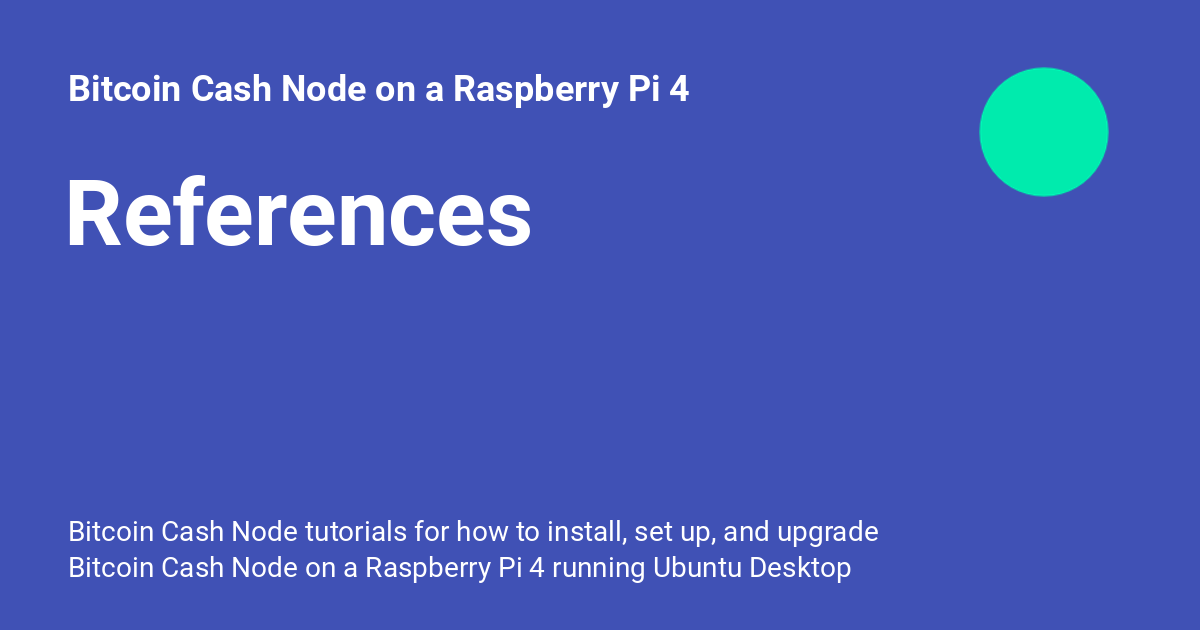 Bitcoin Cash Node on a Raspberry Pi 4
References
Bitcoin Cash Node tutorials for how to install, set up, and upgrade
Bitcoin Cash Node on a Raspberry Pi 4 running Ubuntu Desktop